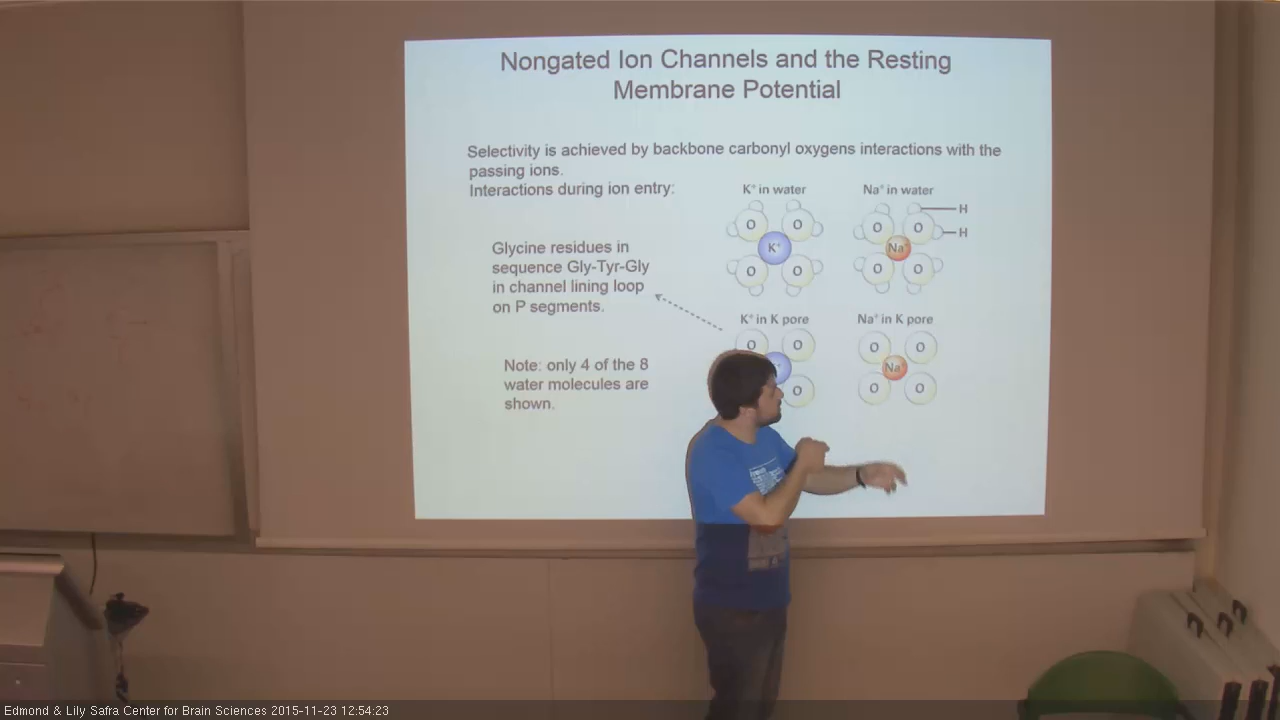 Nongated Ion Channels and the Resting
Membrane Potential
Selectivity is achieved by backbone carbonyl oxygens interactions with the
passing ions.
Interactions during ion entry:
K⁺ in water
Na⁺ in water
O O
O O
H
H
K⁺
Na⁺
O O
O O
Glycine residues in
sequence Gly-Tyr-Gly
in channel lining loop
on P segments.
K⁺ in K pore
Na⁺ in K pore
O O
O O
Na⁺
O
O O
Note: only 4 of the 8
water molecules are
shown.
Edmond & Lily Safra Center for Brain Sciences 2015-11-23 12:54:23